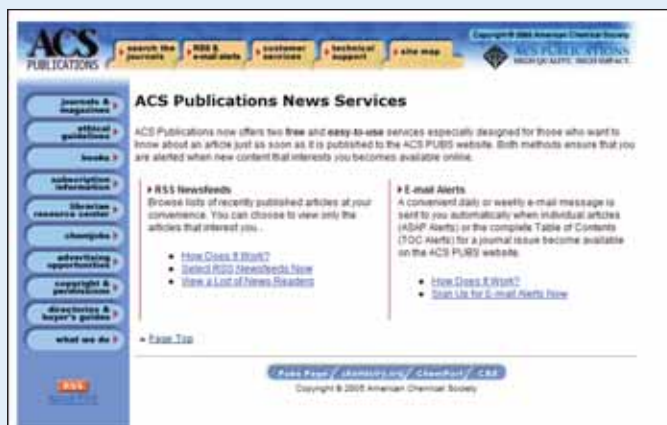 ACS
PUBLICATIONS
search the
journals
RSS &
e-mail alerts
customer
services
technical
support
site map
Copyright © 2005 American Chemical Society
ACS PUBLICATIONS
HIGH QUALITY. HIGH IMPACT.
journals &
magazines
ethical
guidelines
books
subscription
information
librarian
resource center
chemjobs
advertising
opportunities
copyright &
permissions
directories &
buyer's guides
what we do
RSS
ACS Publications News Services
ACS Publications now offers two free and easy-to-use services especially designed for those who want to
know about an article just as soon as it is published to the ACS PUBS website. Both methods ensure that you
are alerted when new content that interests you becomes available online.
RSS Newsfeeds
Browse lists of recently published articles at your
convenience. You can choose to view only the
articles that interest you...
• How Does It Work?
• Select RSS Newsfeeds Now
• View a List of News Readers
E-mail Alerts
A convenient daily or weekly e-mail message is
sent to you automatically when individual articles
(ASAP Alerts) or the complete Table of Contents
(TOC Alerts) for a journal issue become available
on the ACS PUBS website.
• How Does It Work?
• Sign Up for E-mail Alerts Now
Page Top
Pubs Page / chemistry.org / ChemPort / CAS
Copyright © 2005 American Chemical Society